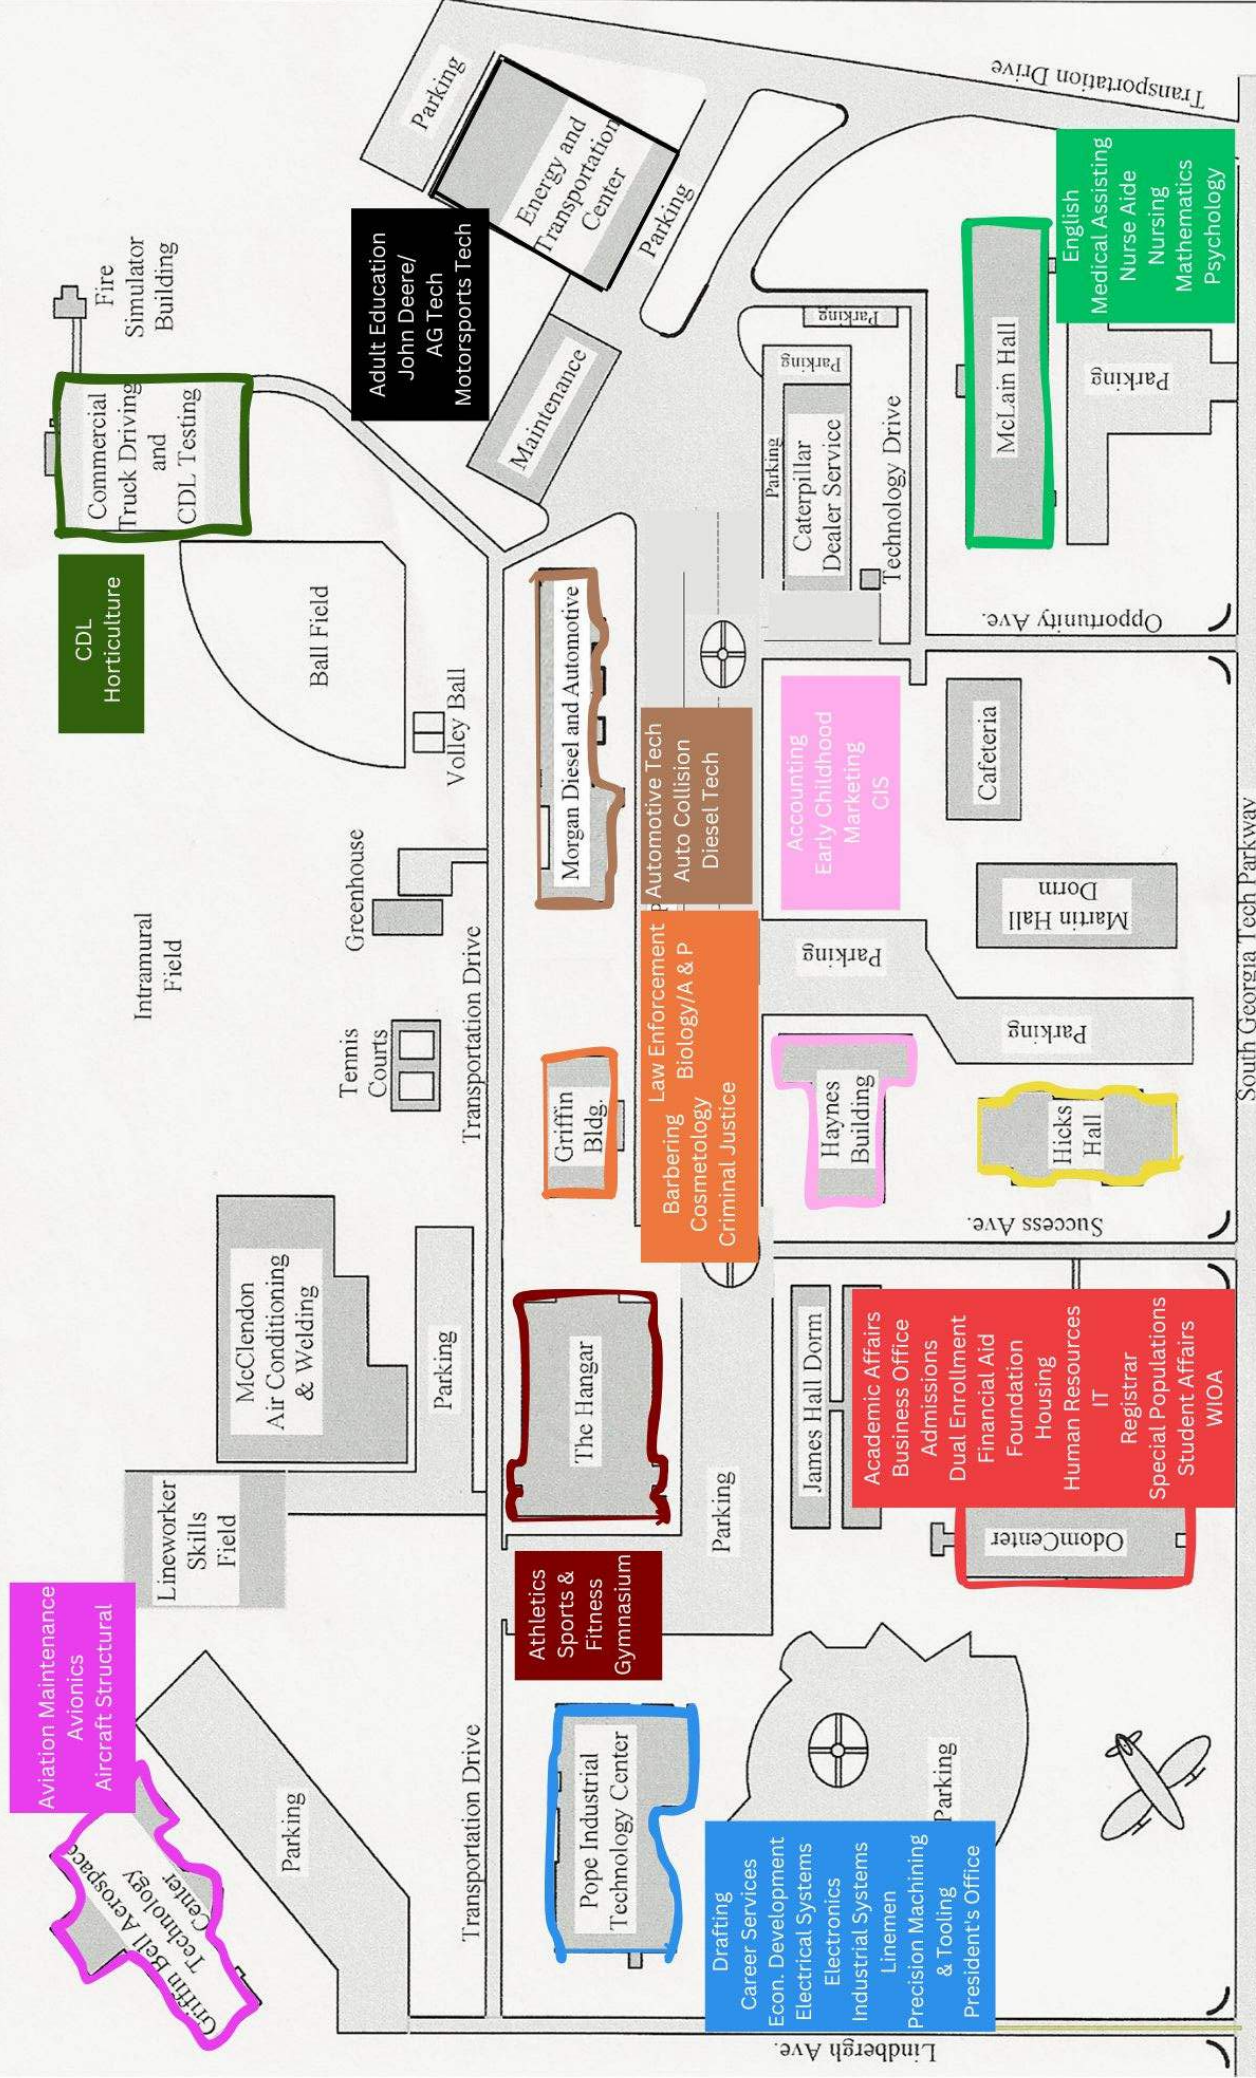 Aviation Maintenance
Avionics
Aircraft Structural
Griffin Bell Aerospace
Technology
Center
Parking
Lineworker
Skills
Field
McClendon
Air Conditioning
& Welding
Parking
Intramural
Field
Tennis
Courts
Greenhouse
Volley Ball
Ball Field
CDL
Horticulture
Commercial
Truck Driving
and
CDL Testing
Fire
Simulator
Building
Transportation Drive
Transportation Drive
Adult Education
John Deere/
AG Tech
Motorsports Tech
Parking
Energy and
Transportation
Center
Parking
Maintenance
Transportation Drive
Pope Industrial
Technology Center
Athletics
Sports &
Fitness
Gymnasium
The Hangar
Griffin
Bldg.
Morgan Diesel and Automotive
Drafting
Career Services
Econ. Development
Electrical Systems
Electronics
Industrial Systems
Linemen
Precision Machining
& Tooling
President's Office
Parking
Parking
Law Enforcement
Barbering
Biology/A & P
Cosmetology
Criminal Justice
P
Automotive Tech
Auto Collision
Diesel Tech
Parking
Parking
Parking
Caterpillar
Dealer Service
Technology Drive
James Hall Dorm
Haynes
Building
Parking
Accounting
Early Childhood
Marketing
CIS
Academic Affairs
Business Office
Admissions
Dual Enrollment
Financial Aid
Foundation
Housing
Human Resources
IT
Registrar
Special Populations
Student Affairs
WIOA
OdomCenter
Success Ave.
Hicks
Hall
Parking
Martin Hall
Dorm
Cafeteria
Opportunity Ave.
McLain Hall
Parking
English
Medical Assisting
Nurse Aide
Nursing
Mathematics
Psychology
Lindbergh Ave.
South Georgia Tech Parkway